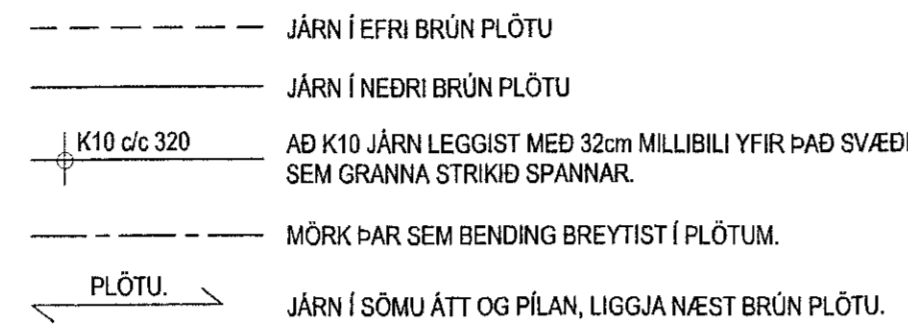 JÁRN Í EFRI BRÚN PLÖTU
JÁRN Í NEÐRI BRÚN PLÖTU
K10 c/c 320
AÐ K10 JÁRN LEGGIST MEÐ 32cm MILLIBILI YFIR ÞAÐ SVÆÐI
SEM GRANNA STRIKIÐ SPANNAR.
MÖRK ÞAR SEM BENDING BREYTIST Í PLÖTUM.
PLÖTU.
JÁRN Í SÖMU ÁTT OG PÍLAN, LIGGJA NÆST BRÚN PLÖTU.